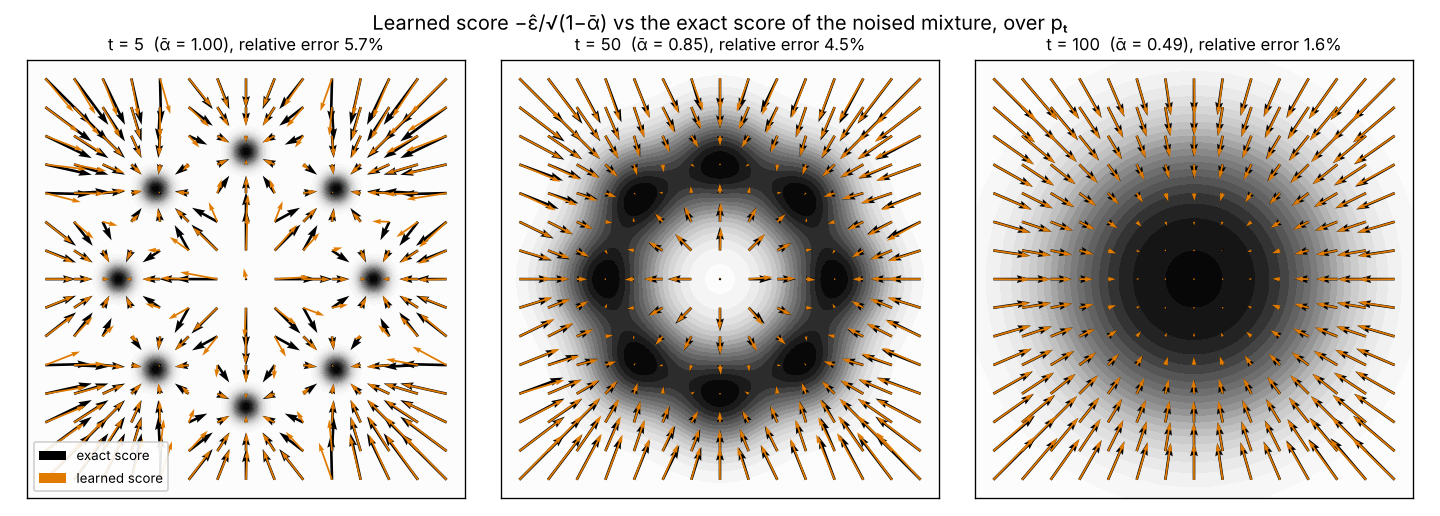 Learned score −ε̂/√(1−ᾱ) vs the exact score of the noised mixture, over pₜ
t = 5 (ᾱ = 1.00), relative error 5.7%
t = 50 (ᾱ = 0.85), relative error 4.5%
t = 100 (ᾱ = 0.49), relative error 1.6%
exact score
learned score